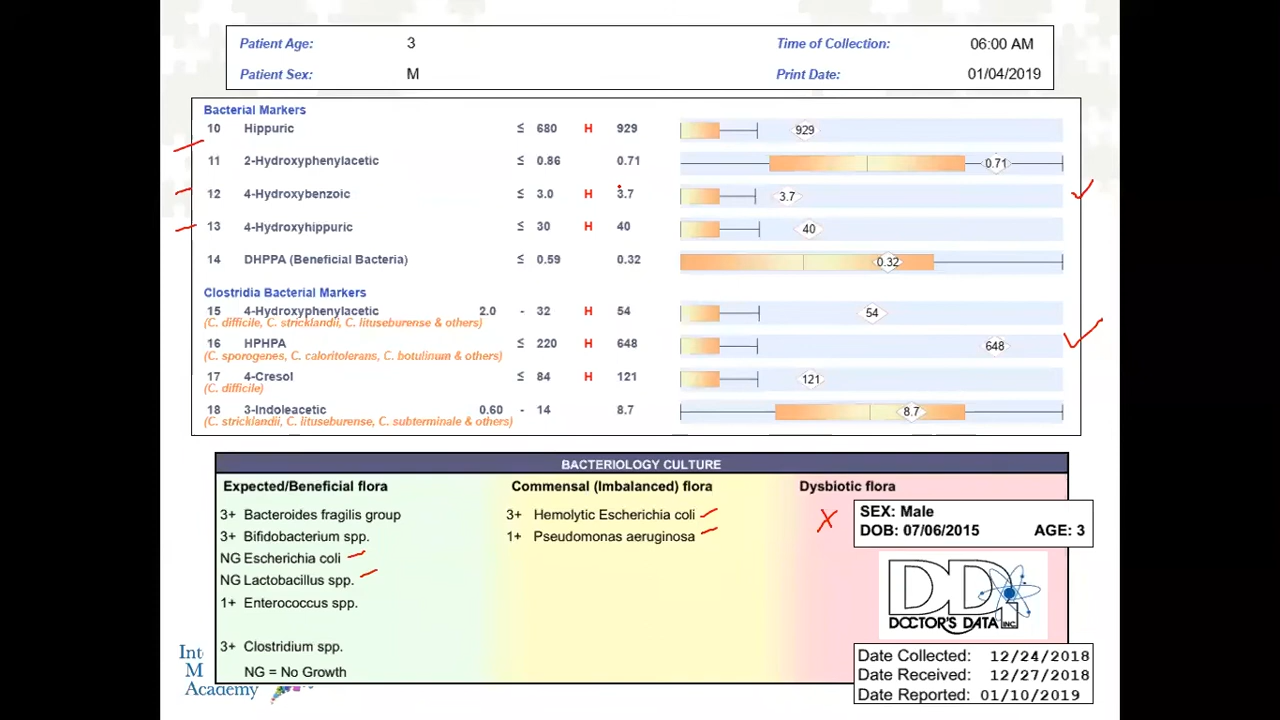 Patient Age: 3 Time of Collection: 06:00 AM
Patient Sex: M Print Date: 01/04/2019
Bacterial Markers
10 Hippuric ≤ 680 H 929 929
11 2-Hydroxyphenylacetic ≤ 0.86 0.71 0.71
12 4-Hydroxybenzoic ≤ 3.0 H 3.7 3.7
13 4-Hydroxyhippuric ≤ 30 H 40 40
14 DHPPA (Beneficial Bacteria) ≤ 0.59 0.32 0.32
Clostridia Bacterial Markers
15 4-Hydroxyphenylacetic 2.0 - 32 H 54 54
(C. difficile, C. stricklandii, C. lituseburense & others)
16 HPHPA ≤ 220 H 648 648
(C. sporogenes, C. caloritolerans, C. botulinum & others)
17 4-Cresol ≤ 84 H 121 121
(C. difficile)
18 3-Indoleacetic 0.60 - 14 8.7 8.7
(C. stricklandii, C. lituseburense, C. subterminale & others)
BACTERIOLOGY CULTURE
Expected/Beneficial flora Commensal (Imbalanced) flora Dysbiotic flora
3+ Bacteroides fragilis group 3+ Hemolytic Escherichia coli
3+ Bifidobacterium spp. 1+ Pseudomonas aeruginosa
NG Escherichia coli
NG Lactobacillus spp.
1+ Enterococcus spp.
3+ Clostridium spp.
NG = No Growth
SEX: Male
DOB: 07/06/2015 AGE: 3
DD
DOCTOR'S DATA INC.
Date Collected: 12/24/2018
Date Received: 12/27/2018
Date Reported: 01/10/2019
Int
M
Academy